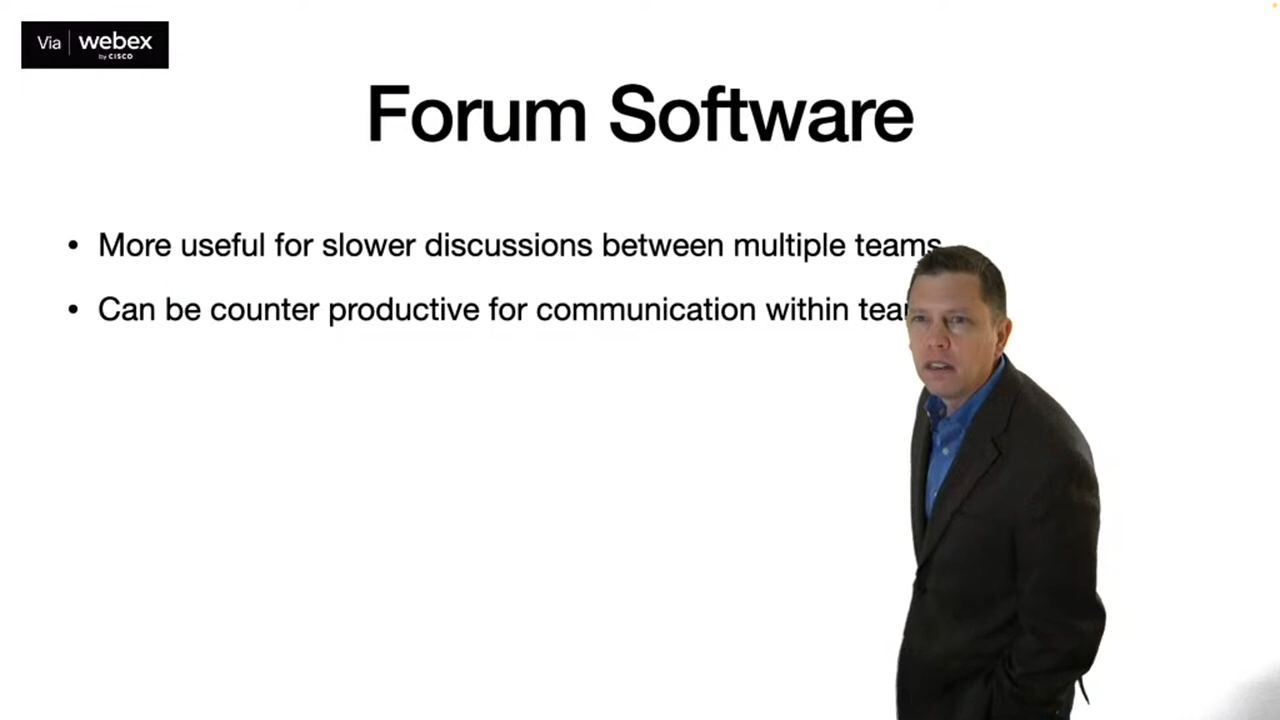 Via | webex
by CISCO
Forum Software
• More useful for slower discussions between multiple teams
• Can be counter productive for communication within